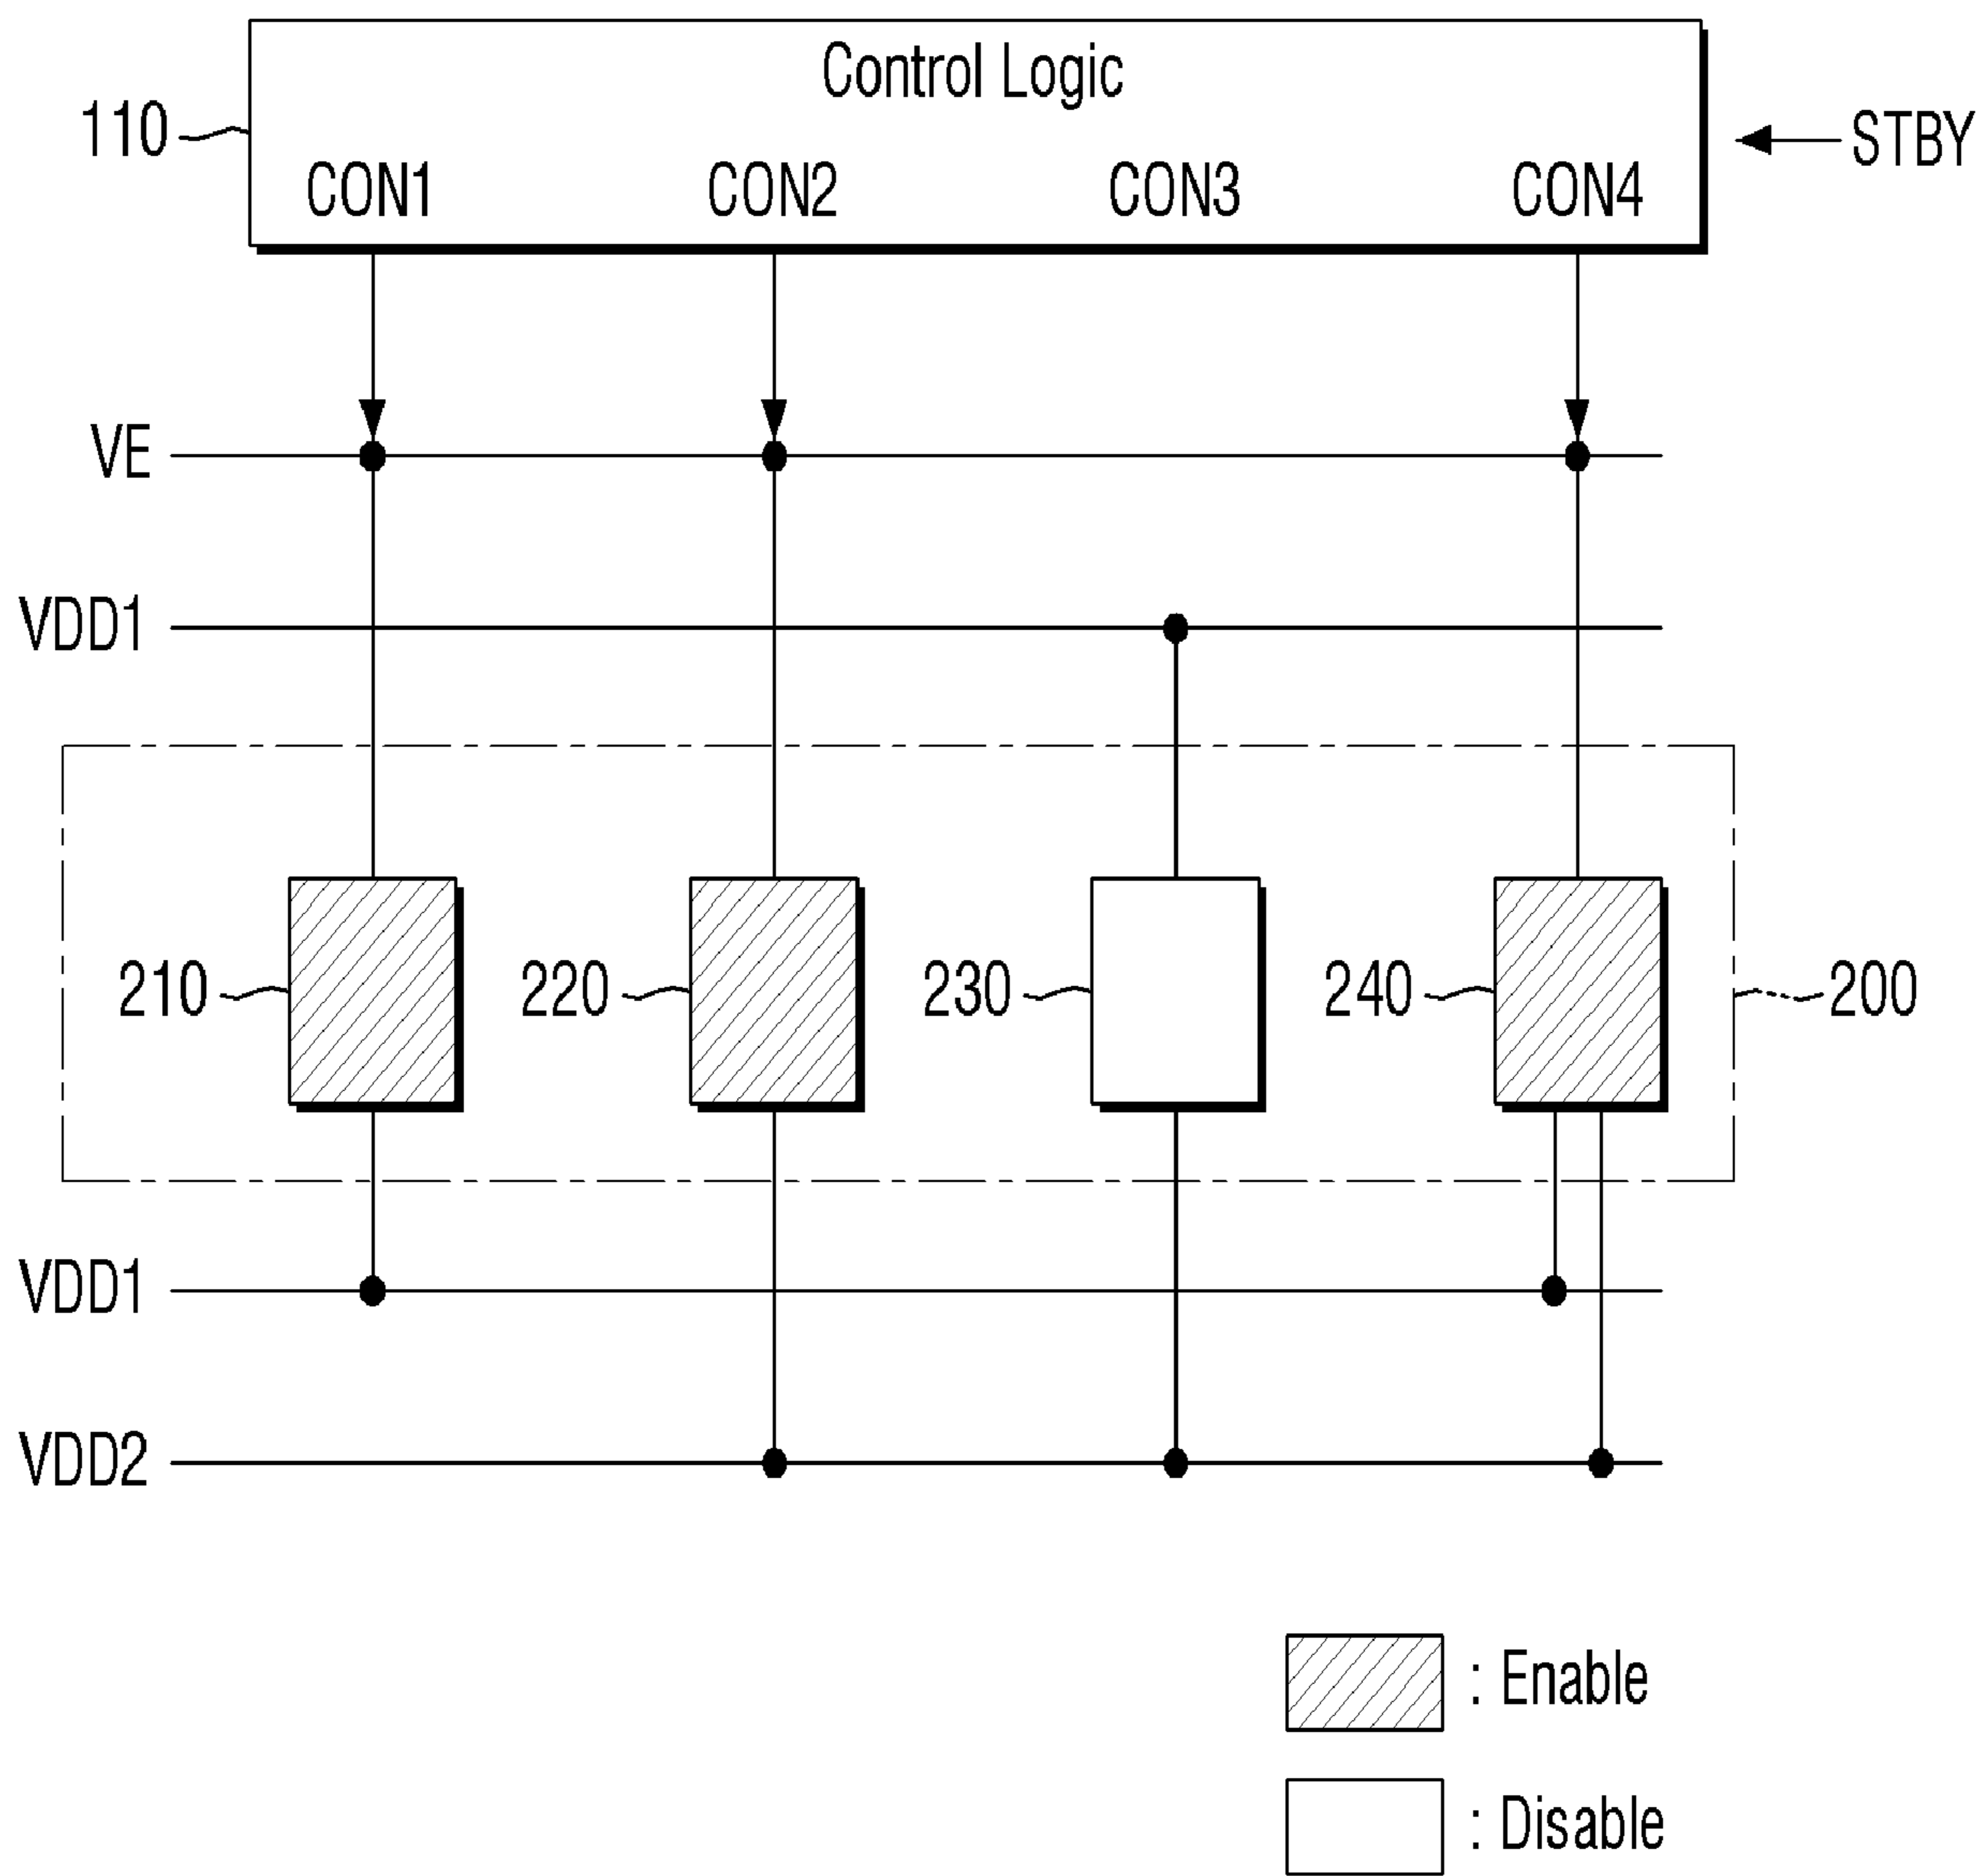 Control Logic
110
STBY
CON1 CON2 CON3 CON4
VE
VDD1
210 220 230 240 200
VDD1
VDD2
: Enable
: Disable